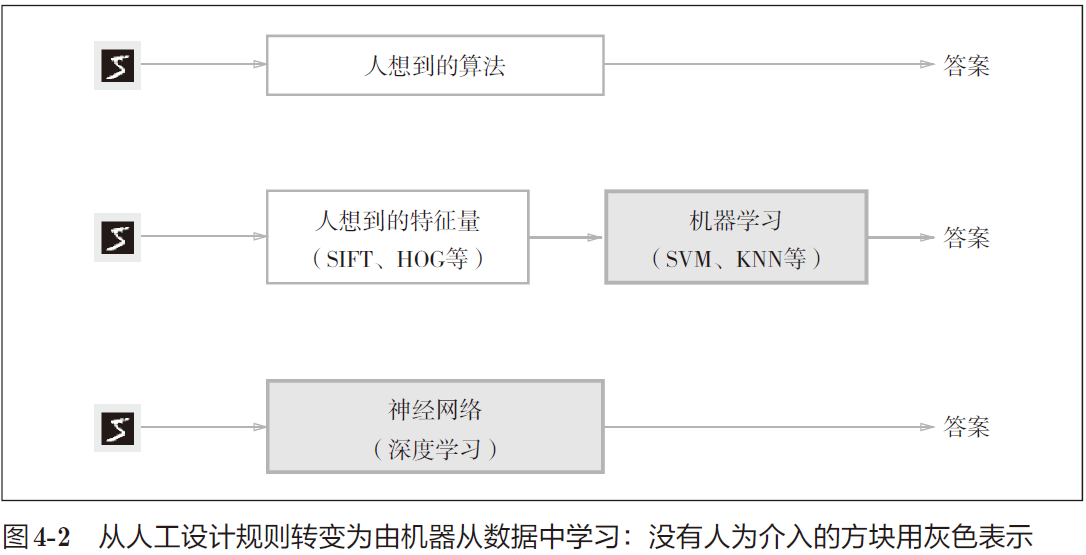 人想到的算法
答案
人想到的特征量
（SIFT、HOG等）
机器学习
（SVM、KNN等）
答案
神经网络
（深度学习）
答案
图4-2 从人工设计规则转变为由机器从数据中学习：没有人为介入的方块用灰色表示